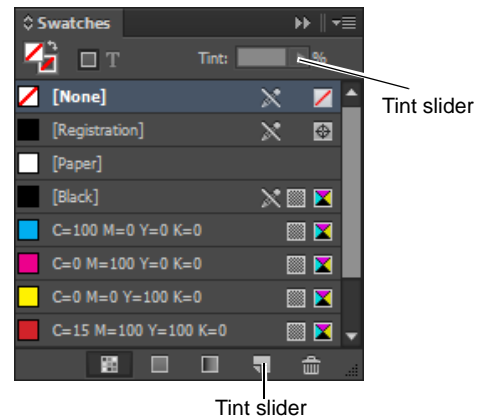 Swatches
T Tint: %
Tint slider
[None]
[Registration]
[Paper]
[Black]
C=100 M=0 Y=0 K=0
C=0 M=100 Y=0 K=0
C=0 M=0 Y=100 K=0
C=15 M=100 Y=100 K=0
Tint slider